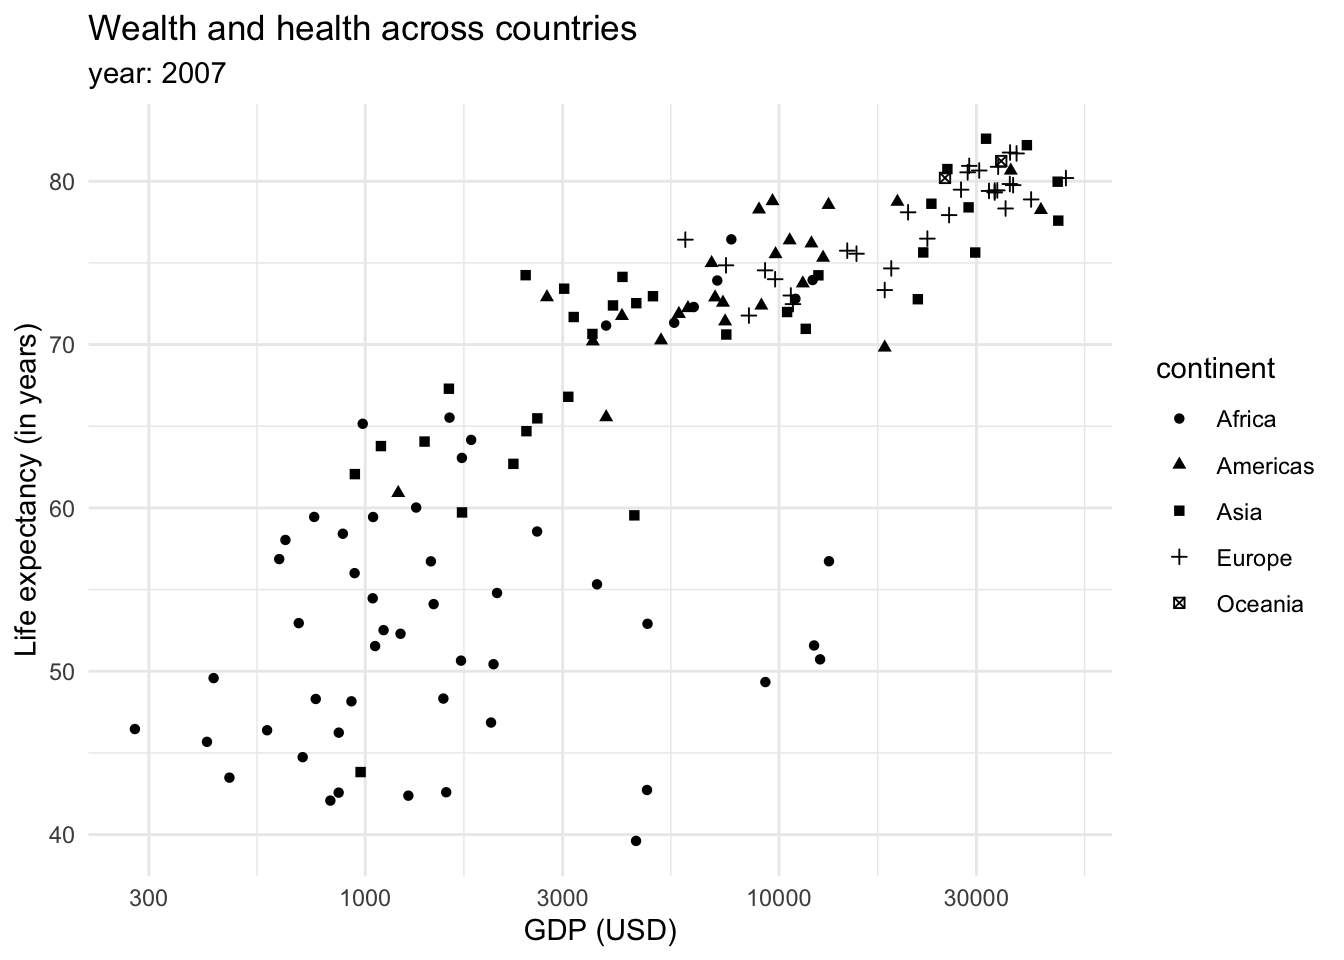 Wealth and health across countries
year: 2007
Life expectancy (in years)
80
70
60
50
40
300 1000 3000 10000 30000
GDP (USD)
continent
Africa
Americas
Asia
Europe
Oceania